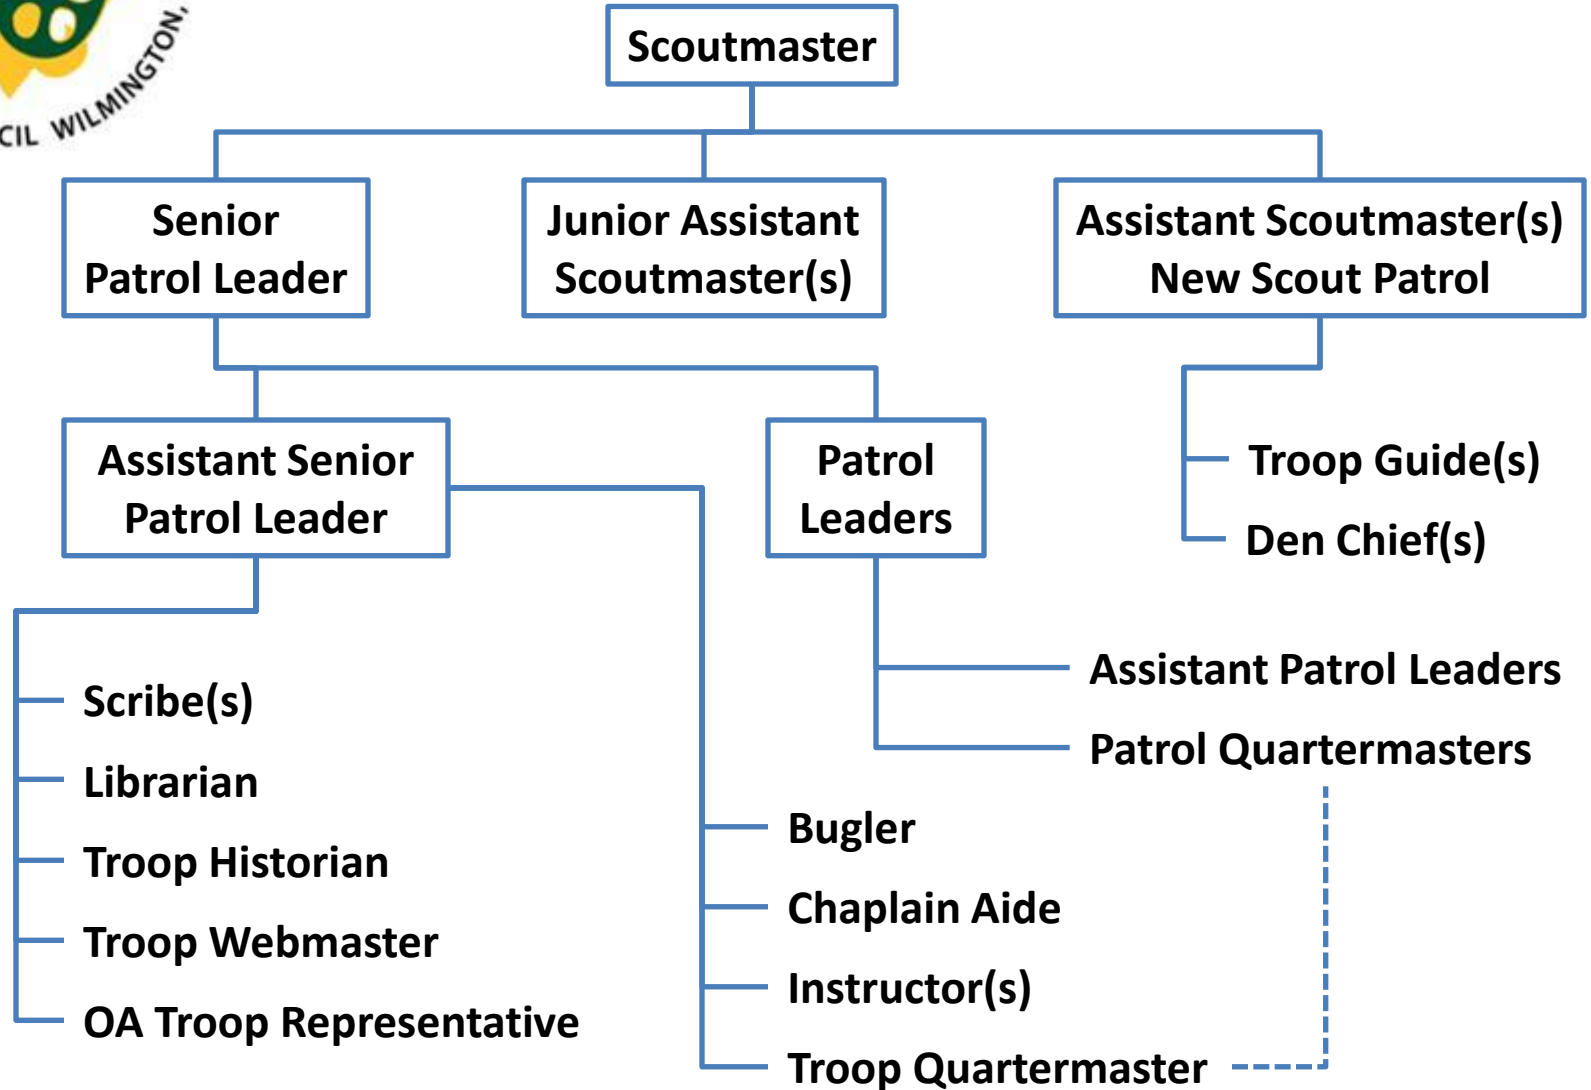 CIL WILMINGTON,
Scoutmaster
Senior
Patrol Leader
Junior Assistant
Scoutmaster(s)
Assistant Scoutmaster(s)
New Scout Patrol
Assistant Senior
Patrol Leader
Patrol
Leaders
Troop Guide(s)
Den Chief(s)
Assistant Patrol Leaders
Patrol Quartermasters
Scribe(s)
Librarian
Troop Historian
Troop Webmaster
OA Troop Representative
Bugler
Chaplain Aide
Instructor(s)
Troop Quartermaster